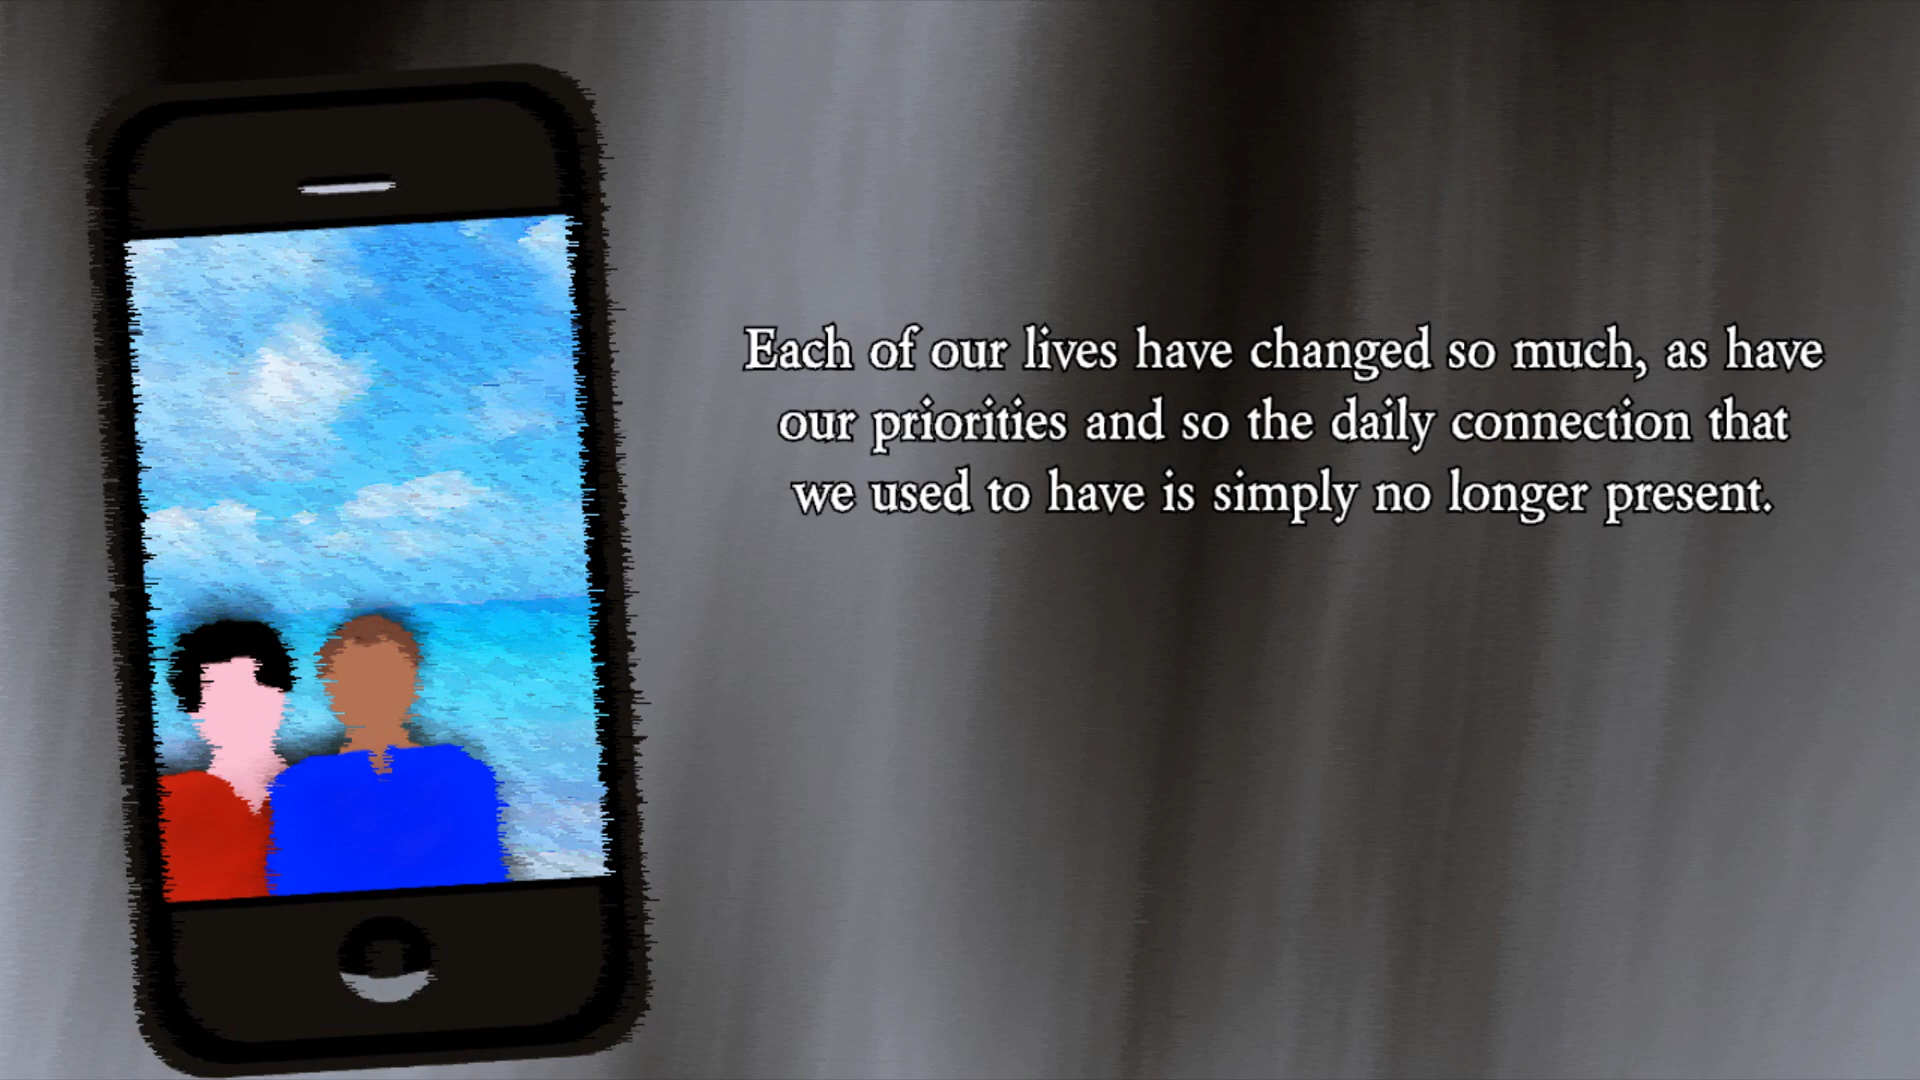 Each of our lives have changed so much, as have
our priorities and so the daily connection that
we used to have is simply no longer present.